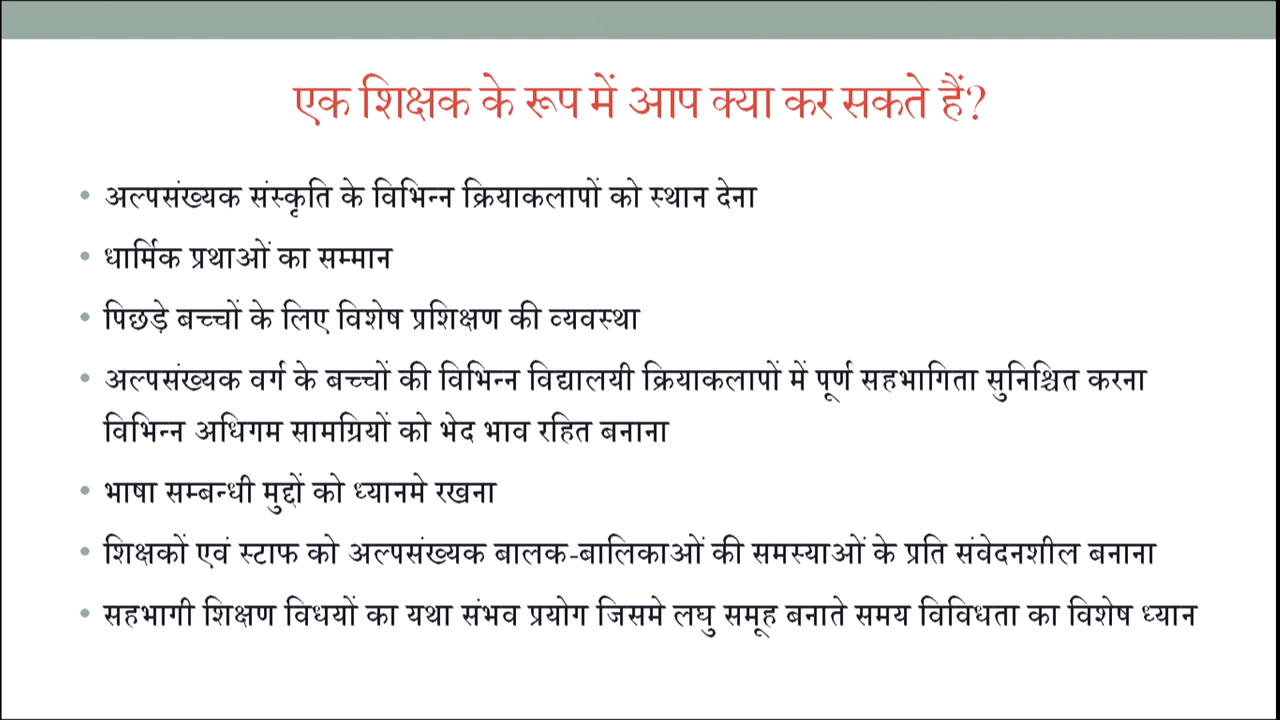 एक शिक्षक के रूप में आप क्या कर सकते हैं?
• अल्पसंख्यक संस्कृति के विभिन्न क्रियाकलापों को स्थान देना
• धार्मिक प्रथाओं का सम्मान
• पिछड़े बच्चों के लिए विशेष प्रशिक्षण की व्यवस्था
• अल्पसंख्यक वर्ग के बच्चों की विभिन्न विद्यालयी क्रियाकलापों में पूर्ण सहभागिता सुनिश्चित करना
विभिन्न अधिगम सामग्रियों को भेद भाव रहित बनाना
• भाषा सम्बन्धी मुद्दों को ध्यानमे रखना
• शिक्षकों एवं स्टाफ को अल्पसंख्यक बालक-बालिकाओं की समस्याओं के प्रति संवेदनशील बनाना
• सहभागी शिक्षण विधयों का यथा संभव प्रयोग जिसमे लघु समूह बनाते समय विविधता का विशेष ध्यान